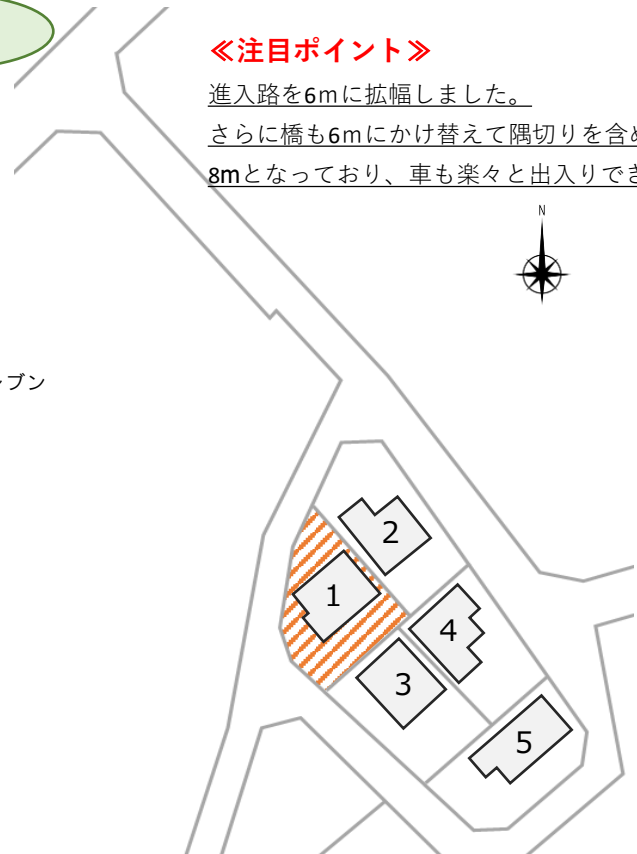 ≪注目ポイント≫
進入路を6mに拡幅しました。
さらに橋も6mにかけ替えて隅切りを含め
8mとなっており、車も楽々と出入りでき
N
ブン
2
1
4
3
5